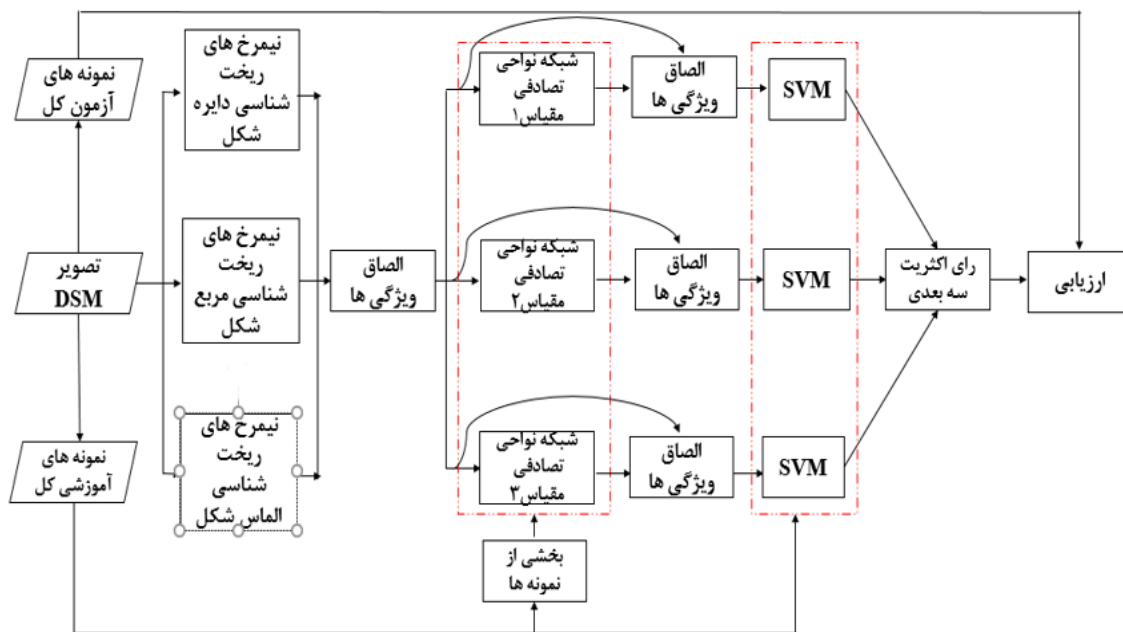 نمونه های
آزمون کل
تصویر
DSM
نمونه های
آموزشی کل
نیمرخ های
ریخت
شناسی دایره
شکل
نیمرخ های
ریخت
شناسی مربع
شکل
نیمرخ های
ریخت
شناسی
الماس شکل
الصاق
ویژگی ها
شبکه نواحی
تصادفی
مقیاس۱
الصاق
ویژگی ها
SVM
شبکه نواحی
تصادفی
مقیاس۲
الصاق
ویژگی ها
SVM
شبکه نواحی
تصادفی
مقیاس۳
الصاق
ویژگی ها
SVM
بخشی از
نمونه ها
رای اکثریت
سه بعدی
ارزیابی